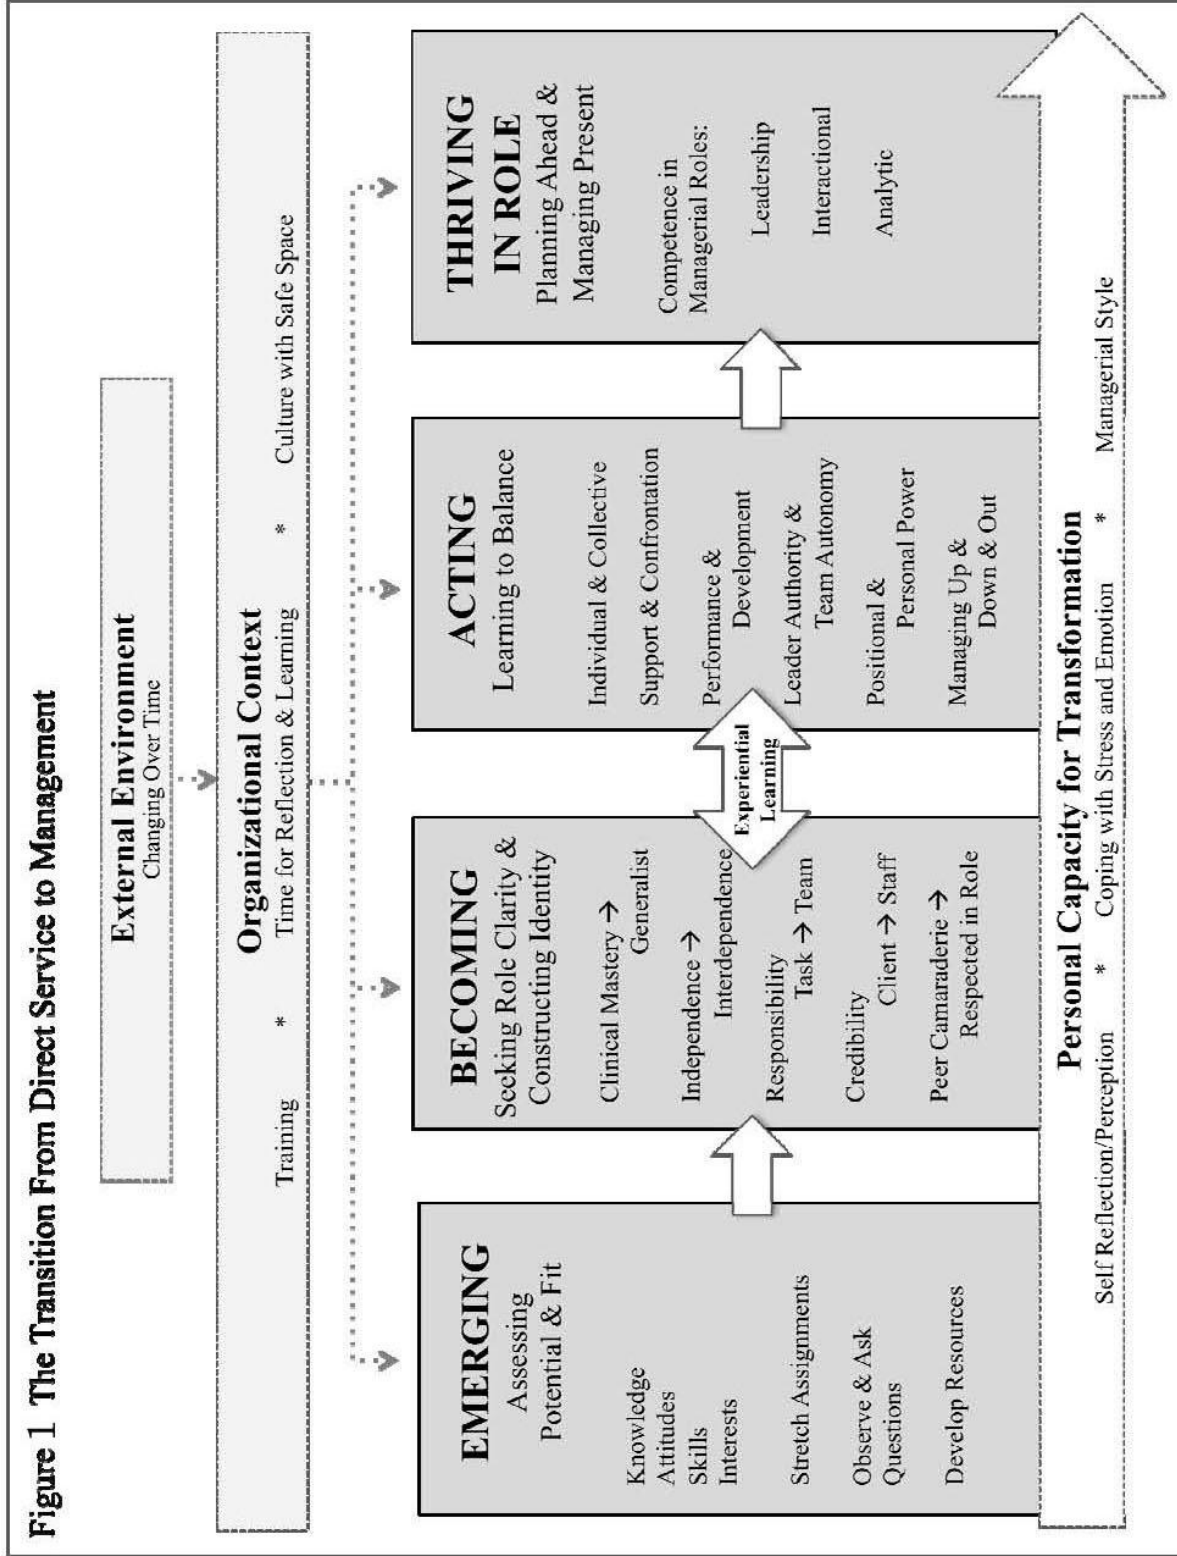 Figure 1 The Transition From Direct Service to Management
External Environment
Changing Over Time
Organizational Context
Training * Time for Reflection & Learning * Culture with Safe Space
EMERGING
Assessing
Potential & Fit
Knowledge
Attitudes
Skills
Interests
Stretch Assignments
Observe & Ask
Questions
Develop Resources
BECOMING
Seeking Role Clarity &
Constructing Identity
Clinical Mastery →
Generalist
Independence →
Interdependence
Responsibility
Task → Team
Credibility
Client → Staff
Peer Camaraderie →
Respected in Role
Experiential
Learning
ACTING
Learning to Balance
Individual & Collective
Support & Confrontation
Performance &
Development
Leader Authority &
Team Autonomy
Positional &
Personal Power
Managing Up &
Down & Out
THRIVING
IN ROLE
Planning Ahead &
Managing Present
Competence in
Managerial Roles:
Leadership
Interactional
Analytic
Personal Capacity for Transformation
Self Reflection/Perception * Coping with Stress and Emotion * Managerial Style